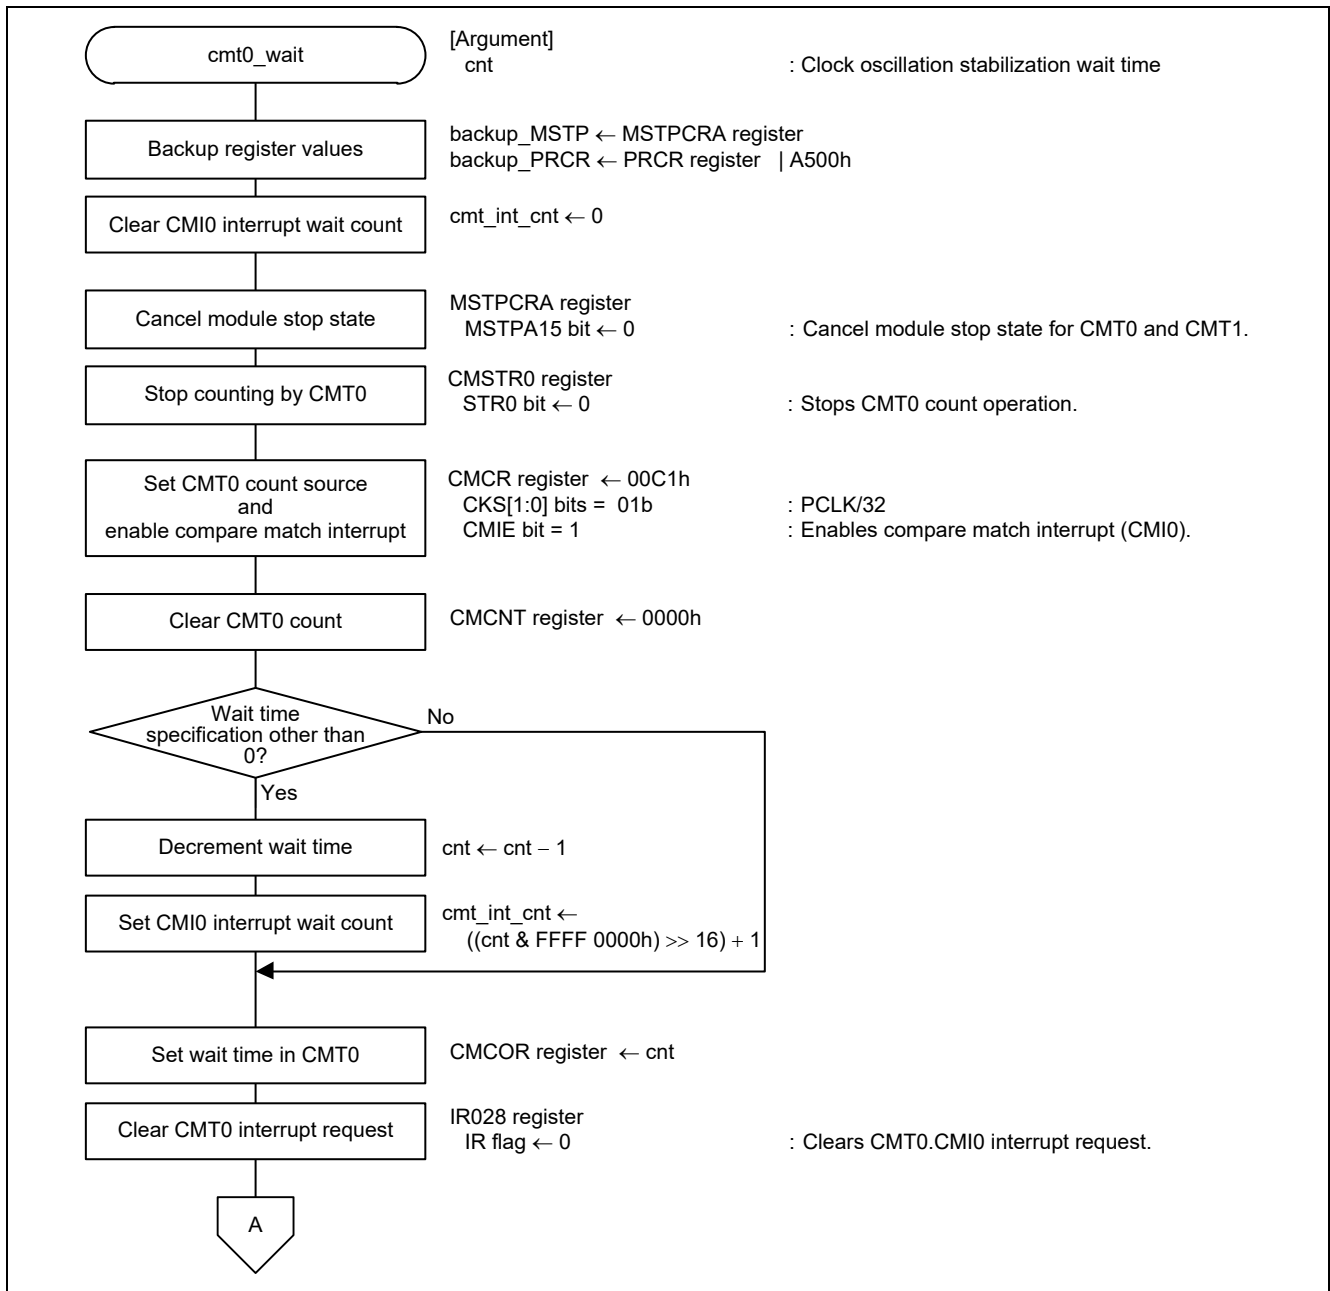 cmt0_wait
[Argument]
cnt : Clock oscillation stabilization wait time
Backup register values
backup_MSTP ← MSTPCRA register
backup_PRCR ← PRCR register | A500h
Clear CMI0 interrupt wait count
cmt_int_cnt ← 0
Cancel module stop state
MSTPCRA register
MSTPA15 bit ← 0 : Cancel module stop state for CMT0 and CMT1.
Stop counting by CMT0
CMSTR0 register
STR0 bit ← 0 : Stops CMT0 count operation.
Set CMT0 count source
and
enable compare match interrupt
CMCR register ← 00C1h
CKS[1:0] bits = 01b : PCLK/32
CMIE bit = 1 : Enables compare match interrupt (CMI0).
Clear CMT0 count
CMCNT register ← 0000h
Wait time
specification other than
0?
No
Yes
Decrement wait time
cnt ← cnt − 1
Set CMI0 interrupt wait count
cmt_int_cnt ←
((cnt & FFFF 0000h) >> 16) + 1
Set wait time in CMT0
CMCOR register ← cnt
Clear CMT0 interrupt request
IR028 register
IR flag ← 0 : Clears CMT0.CMI0 interrupt request.
A